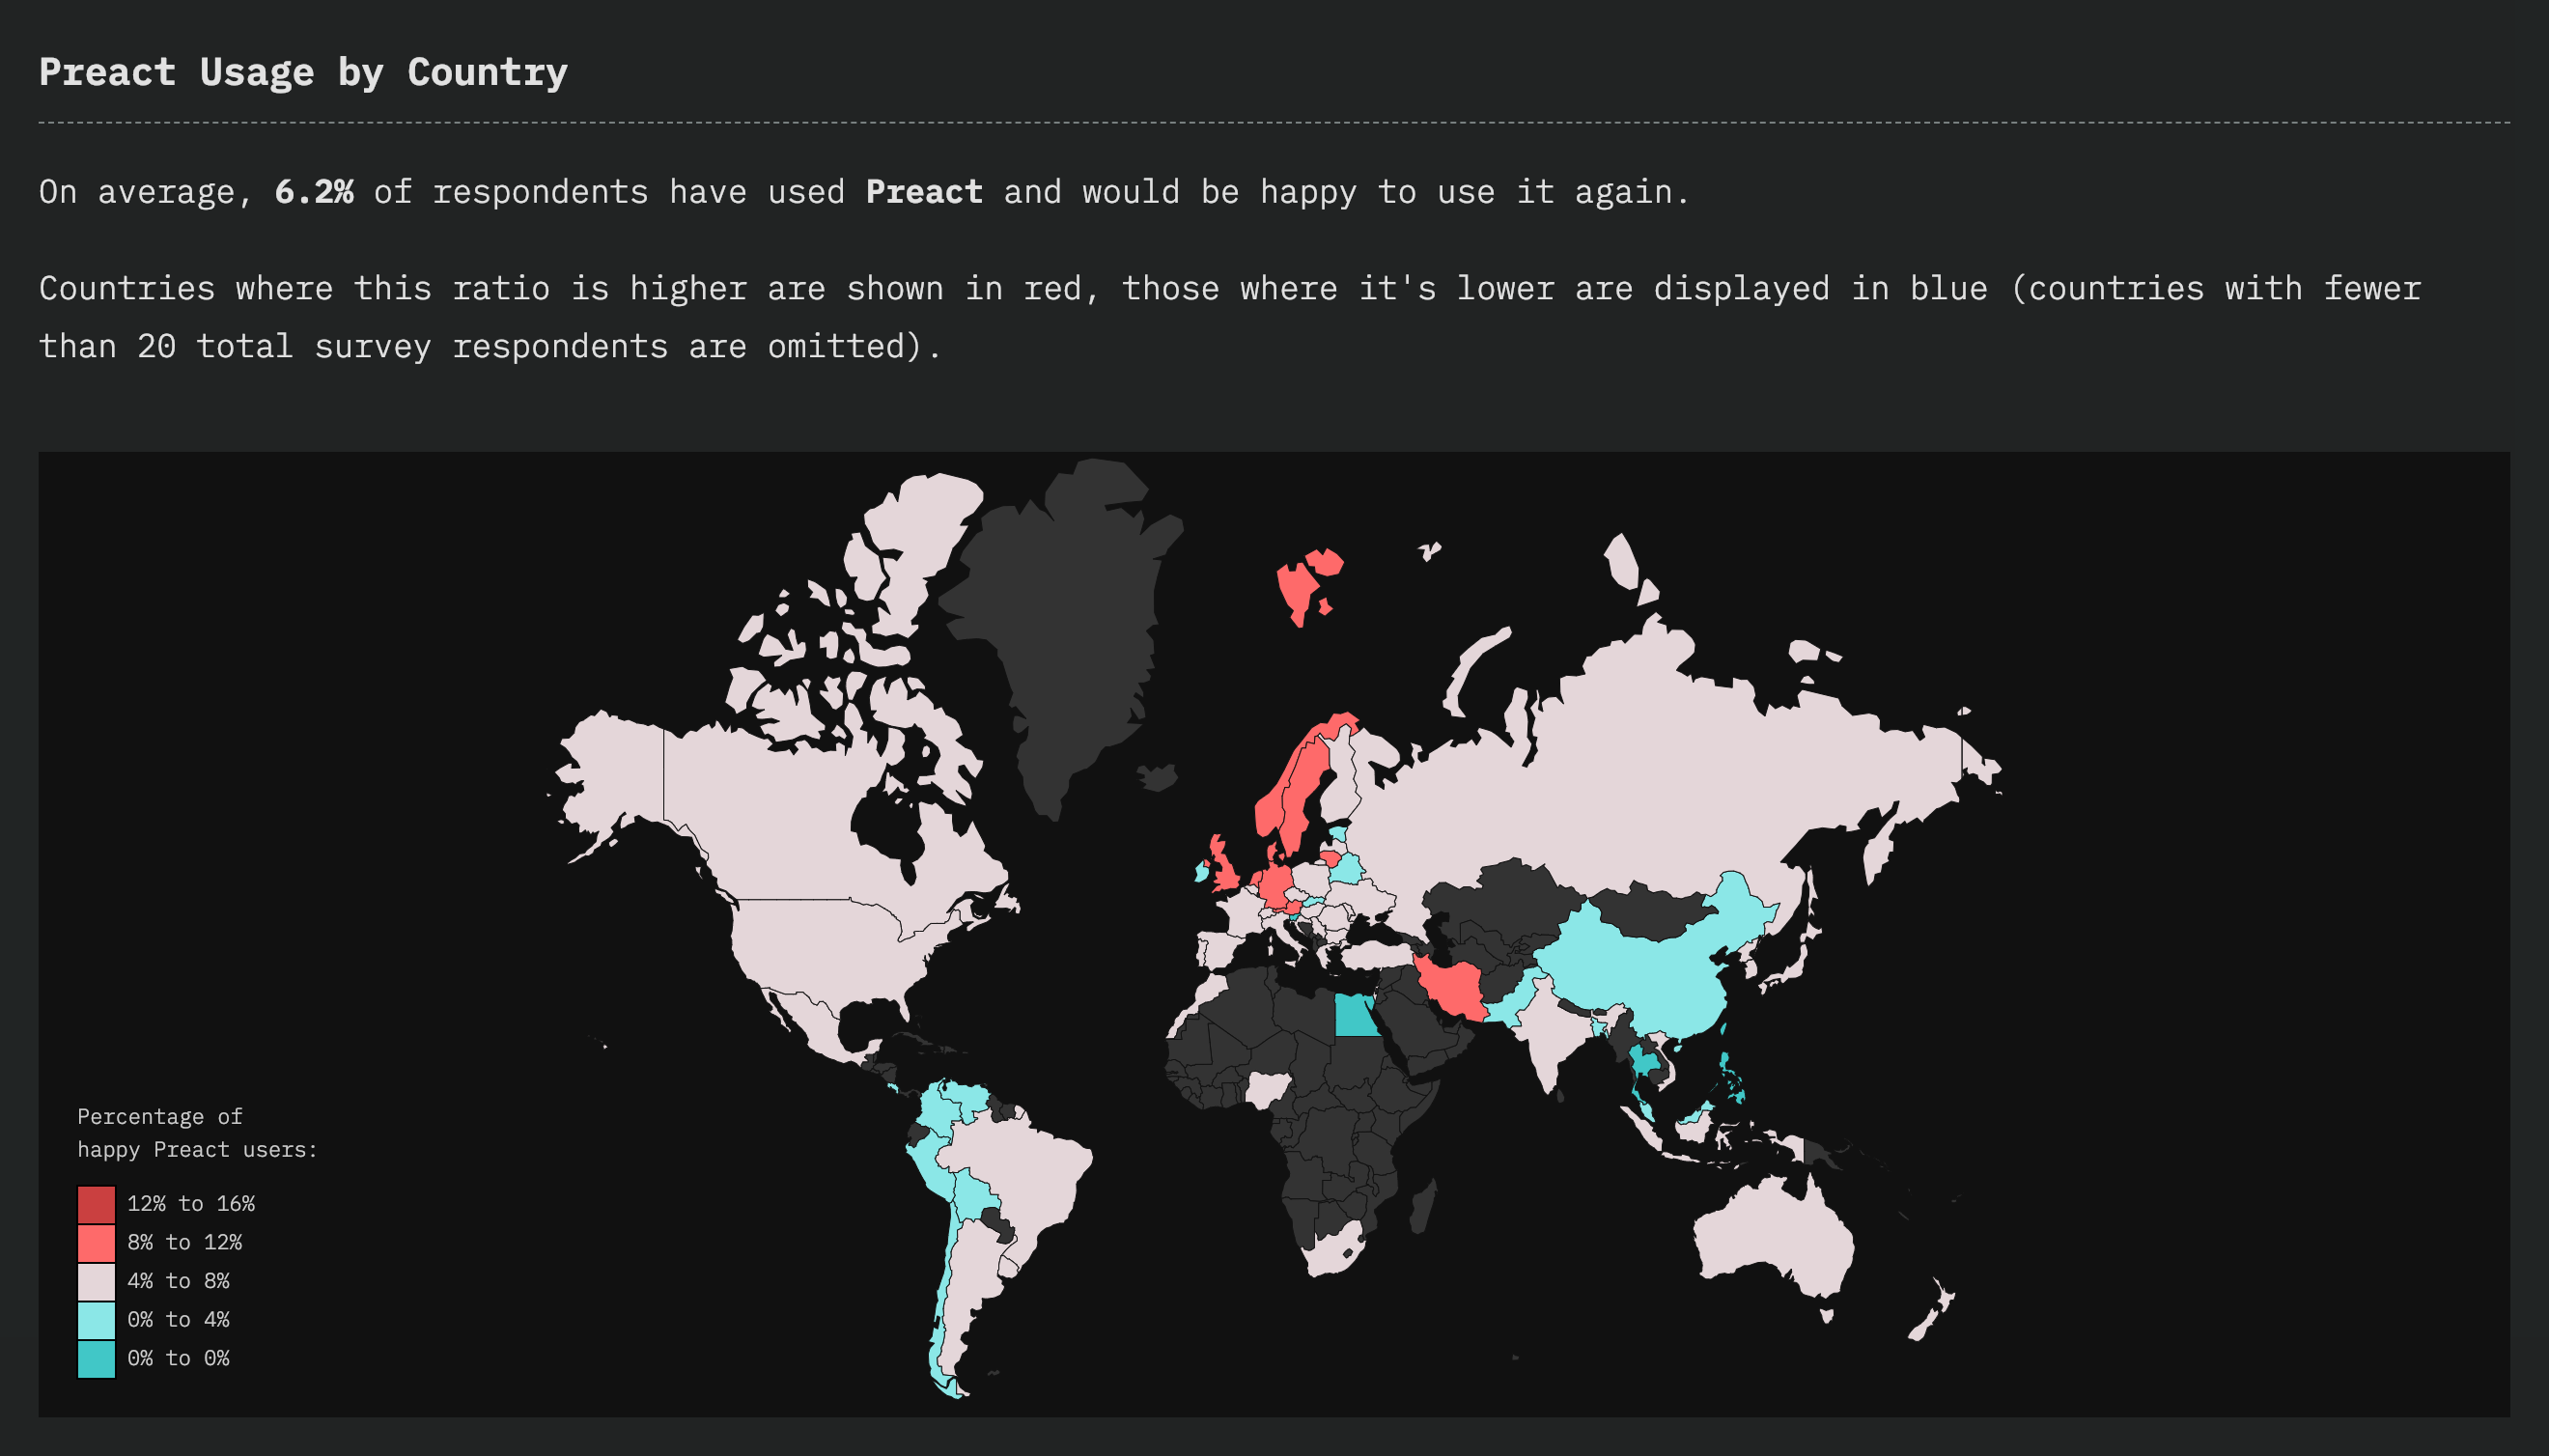 Preact Usage by Country
On average, 6.2% of respondents have used Preact and would be happy to use it again.
Countries where this ratio is higher are shown in red, those where it's lower are displayed in blue (countries with fewer
than 20 total survey respondents are omitted).
Percentage of
happy Preact users:
12% to 16%
8% to 12%
4% to 8%
0% to 4%
0% to 0%